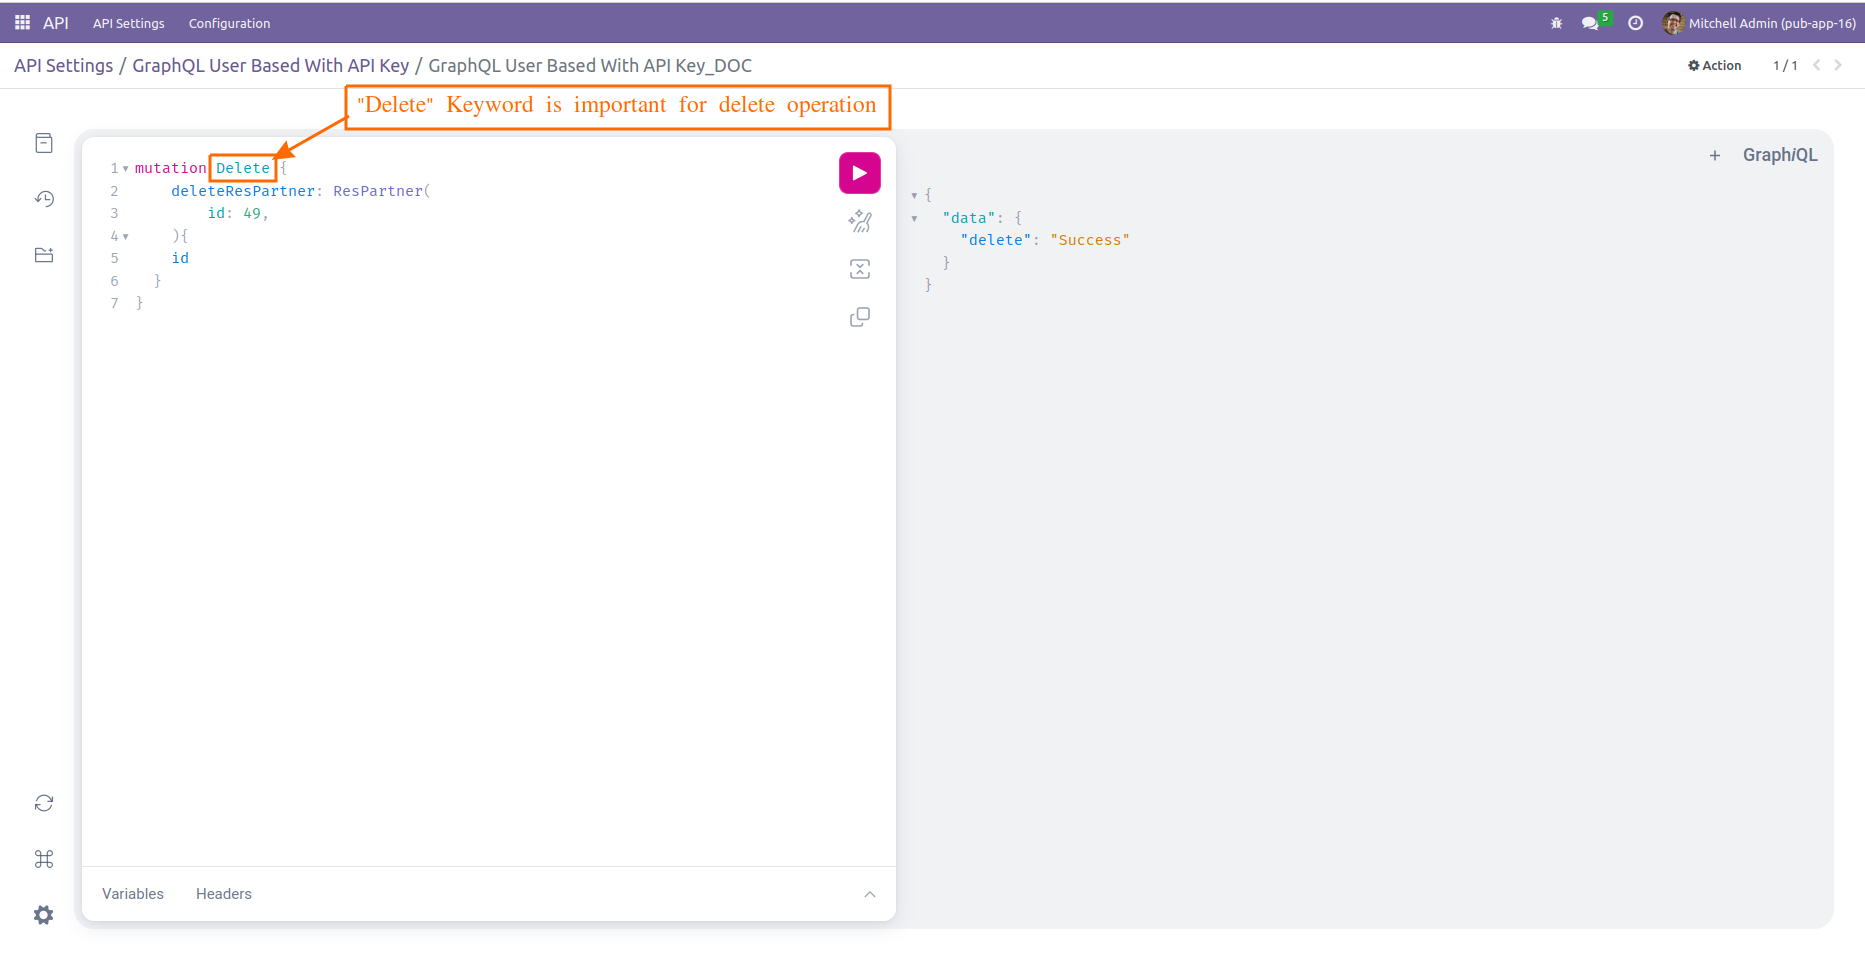 API API Settings Configuration 5 Mitchell Admin (pub-app-16)
API Settings / GraphQL User Based With API Key / GraphQL User Based With API Key_DOC Action 1 / 1
"Delete" Keyword is important for delete operation
GraphiQL
1 mutation Delete {
2 deleteResPartner: ResPartner(
3 id: 49,
4 ){
5 id
6 }
7 }
{
"data": {
"delete": "Success"
}
}
Variables Headers